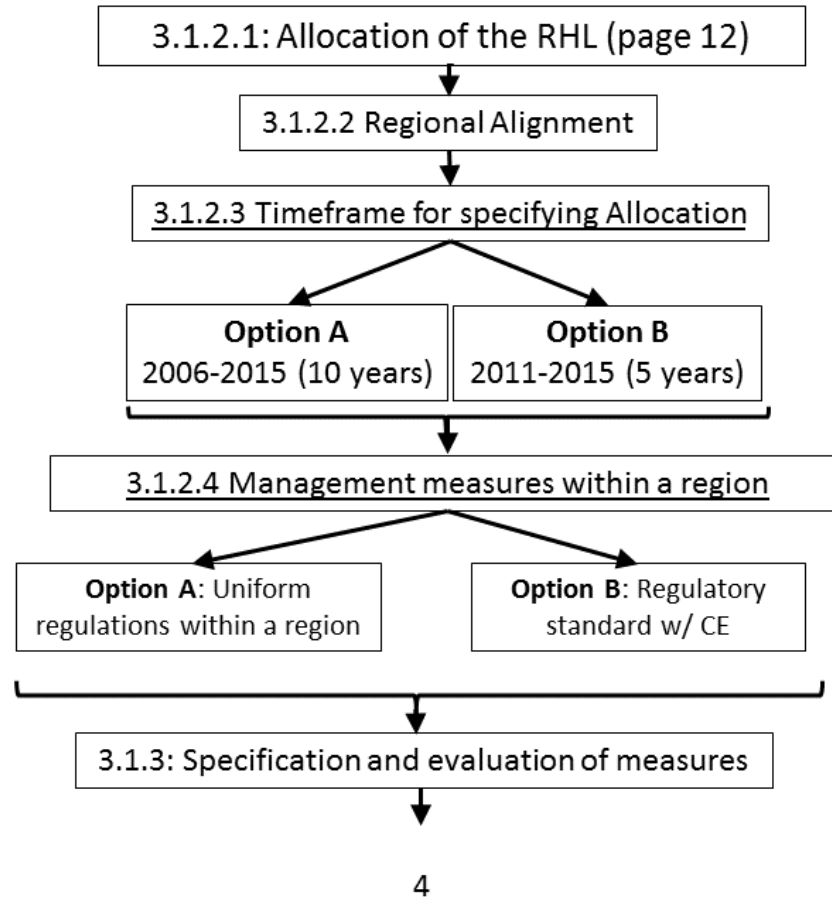 3.1.2.1: Allocation of the RHL (page 12)
3.1.2.2 Regional Alignment
3.1.2.3 Timeframe for specifying Allocation
Option A
2006-2015 (10 years)
Option B
2011-2015 (5 years)
3.1.2.4 Management measures within a region
Option A: Uniform
regulations within a region
Option B: Regulatory
standard w/ CE
3.1.3: Specification and evaluation of measures
4